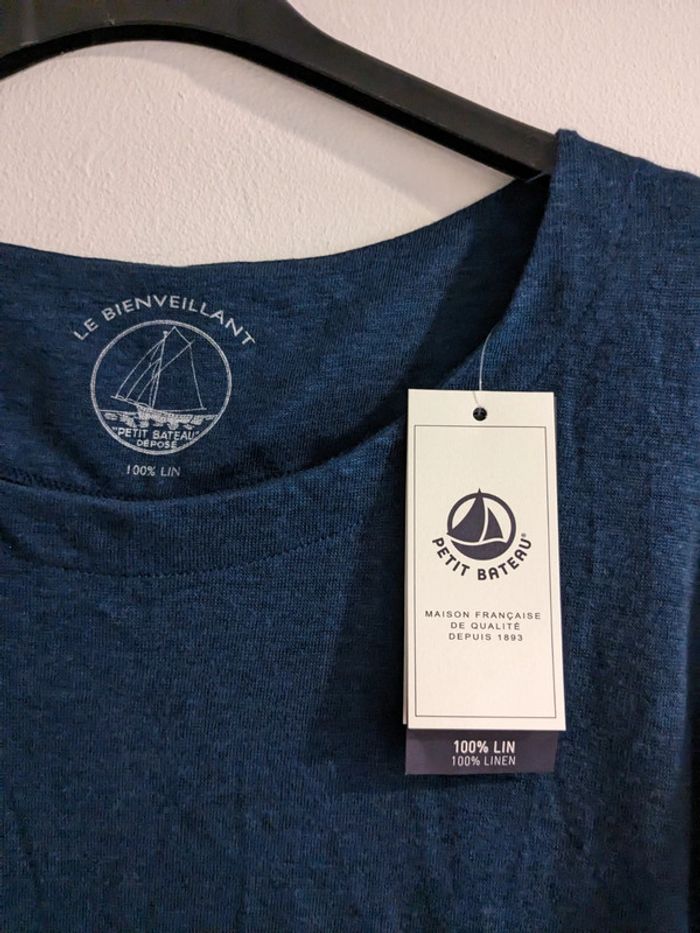 LE BIENVEILLANT
"PETIT BATEAU"
DÉPOSÉ
100% LIN
PETIT BATEAU®
MAISON FRANÇAISE
DE QUALITÉ
DEPUIS 1893
100% LIN
100% LINEN